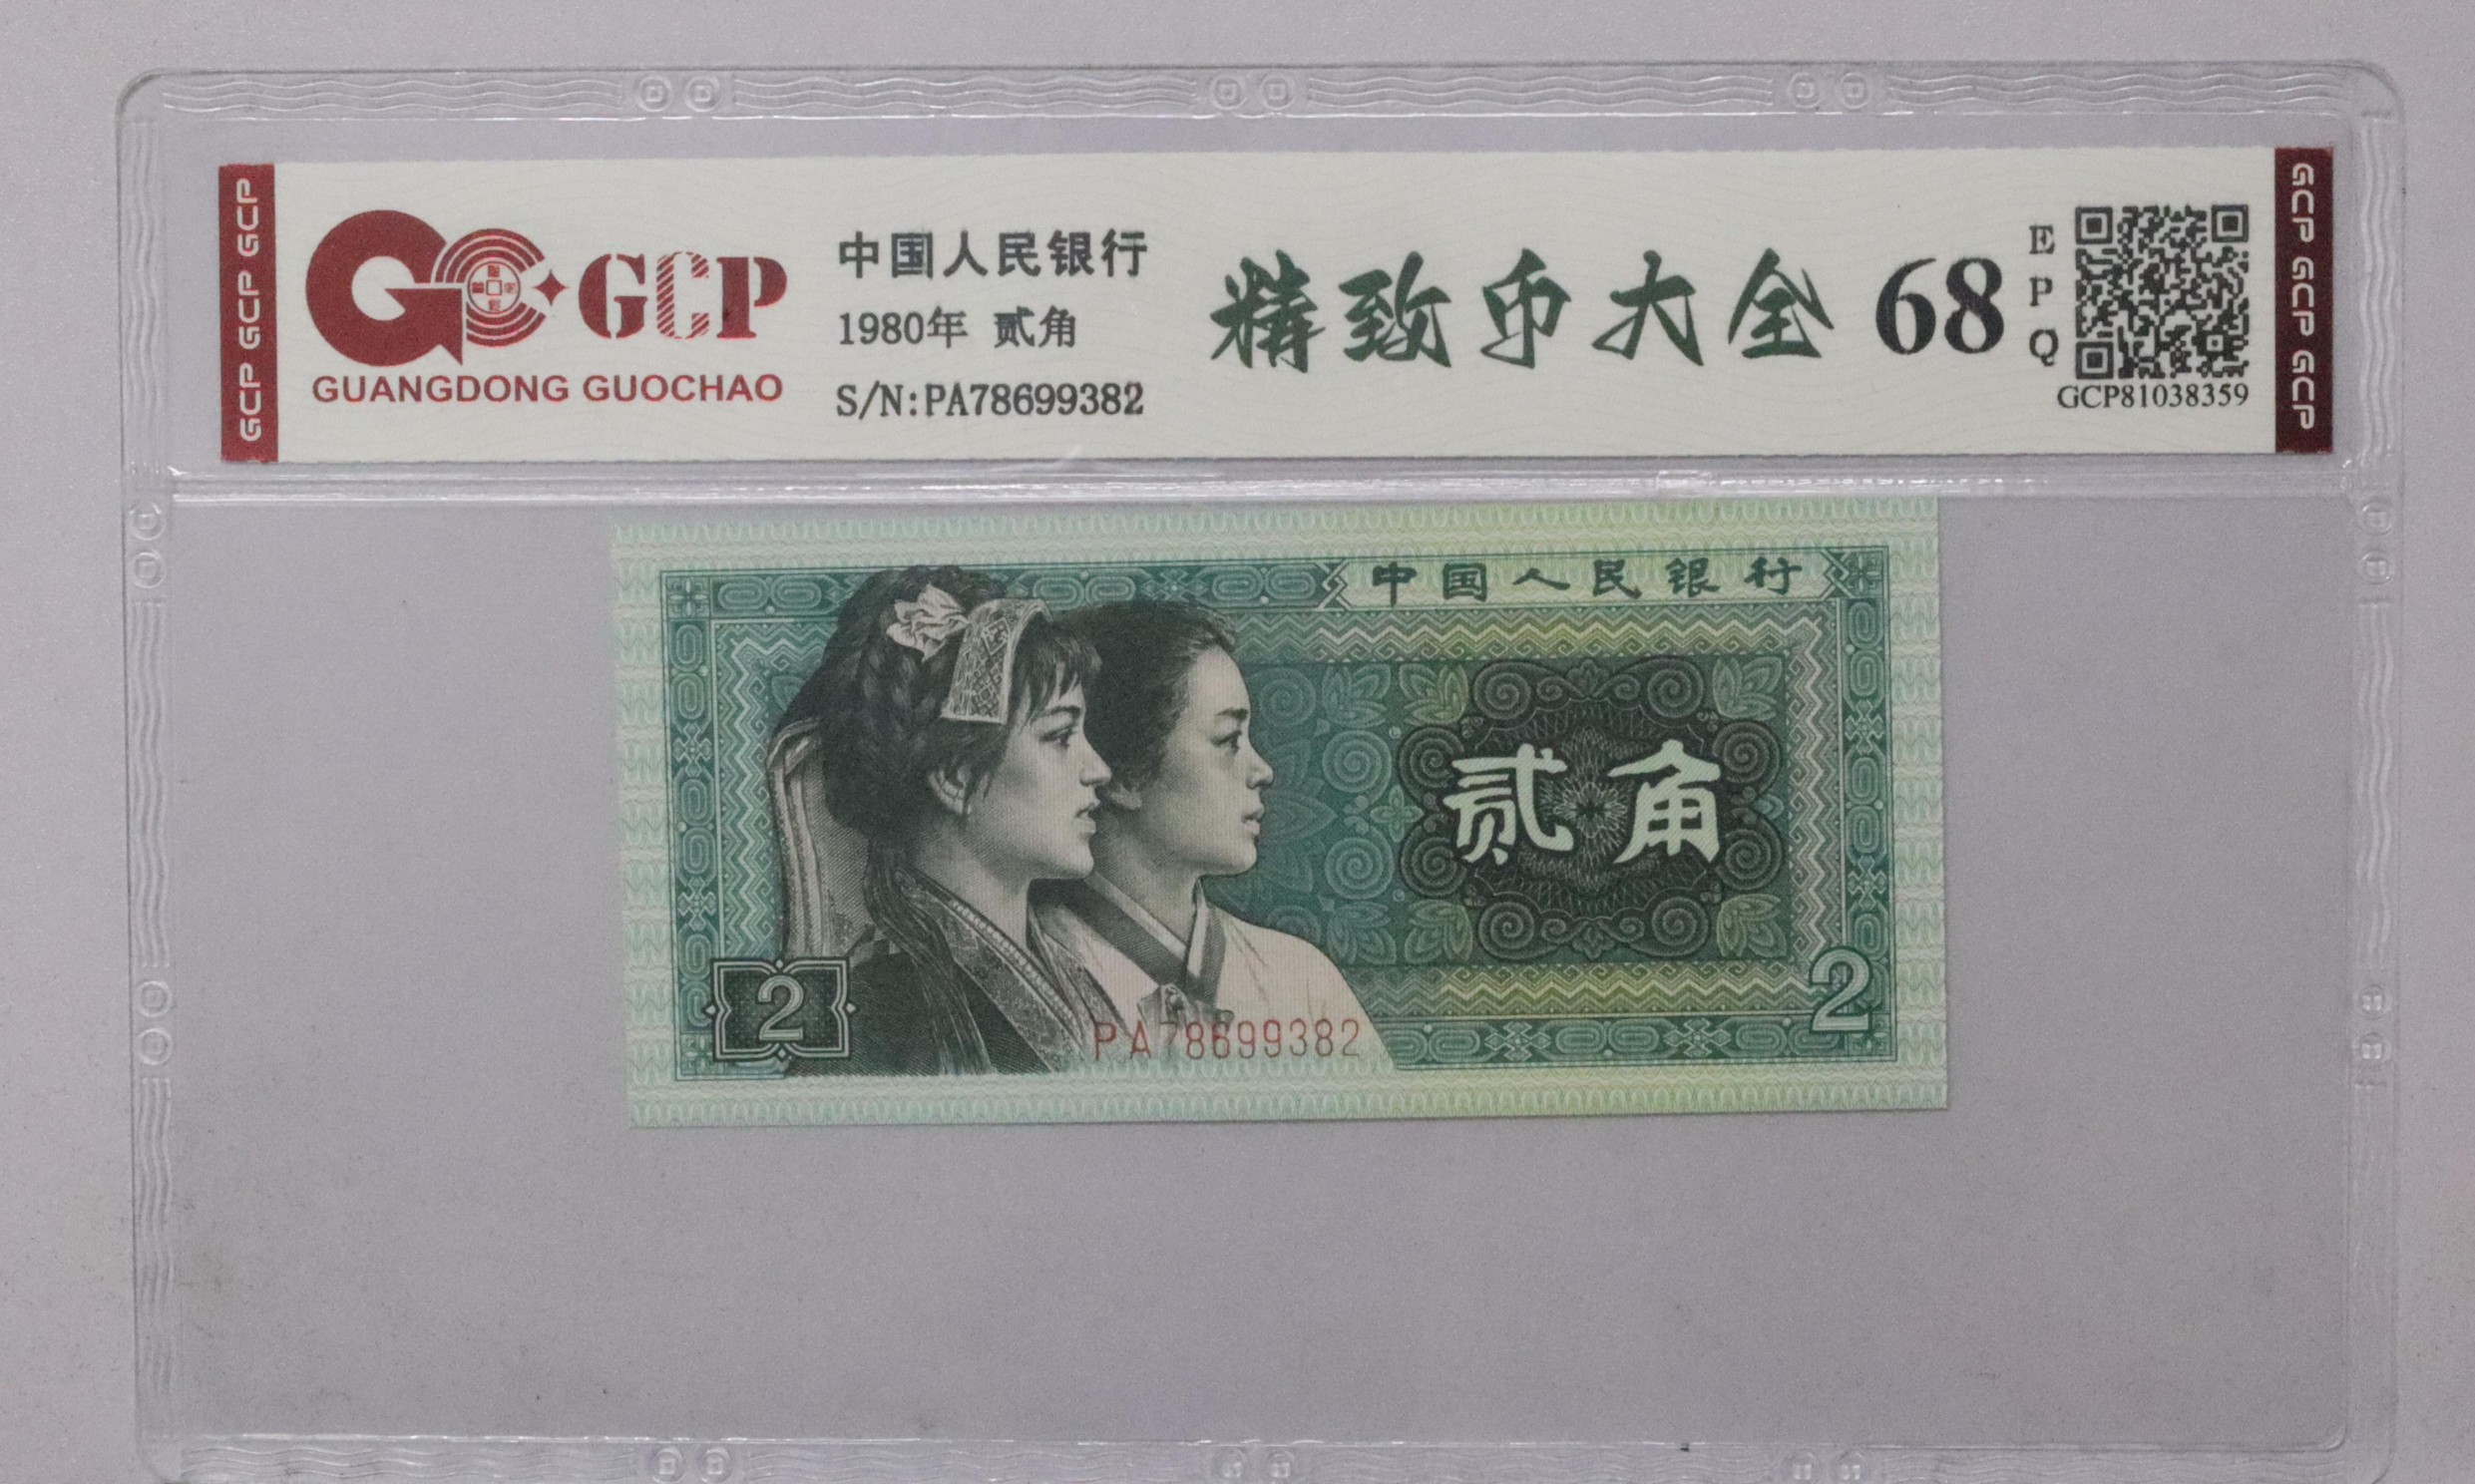 GCP GCP GCP
GCP
GUANGDONG GUOCHAO
中国人民银行
1980年 贰角
S/N:PA78699382
精致币大全
68
EPQ
GCP81038359
GCP GCP GCP
中国人民银行
贰角
2
2
PA78699382